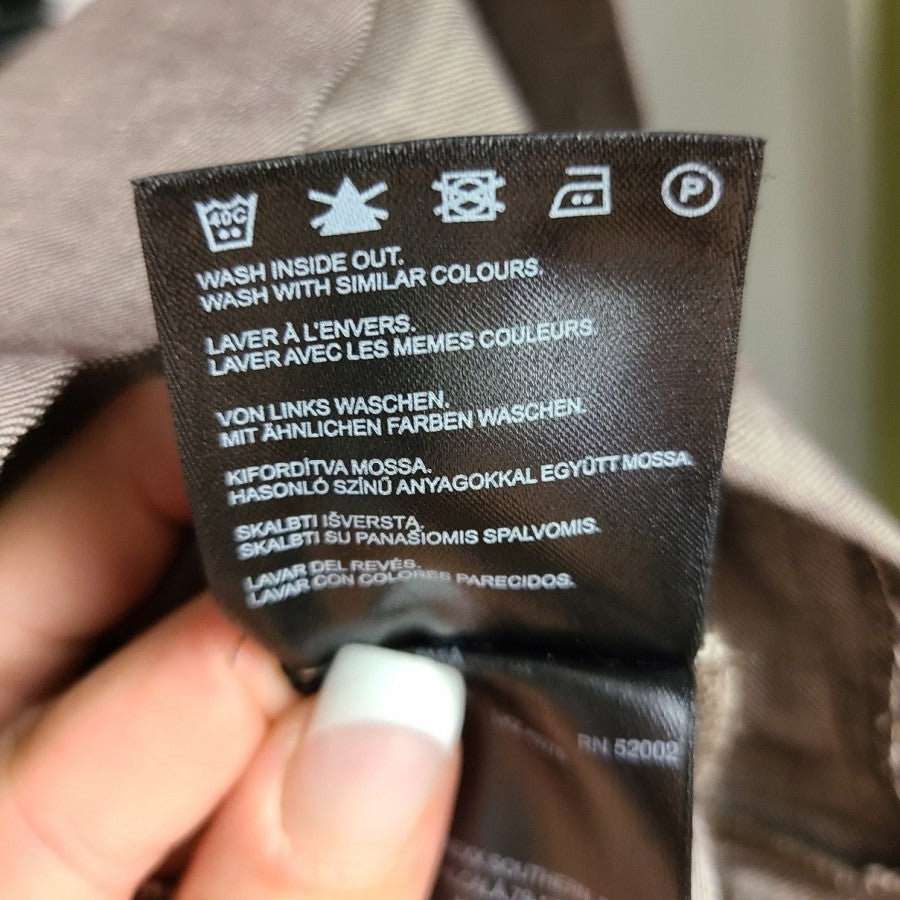 40C
P
WASH INSIDE OUT.
WASH WITH SIMILAR COLOURS.
LAVER À L'ENVERS.
LAVER AVEC LES MEMES COULEURS.
VON LINKS WASCHEN.
MIT ÄHNLICHEN FARBEN WASCHEN.
KIFORDÍTVA MOSSA.
HASONLÓ SZÍNŰ ANYAGOKKAL EGYÜTT MOSSA.
SKALBTI IŠVERSTĄ.
SKALBTI SU PANAŠIOMIS SPALVOMIS.
LAVAR DEL REVÉS.
LAVAR CON COLORES PARECIDOS.
RN 52002